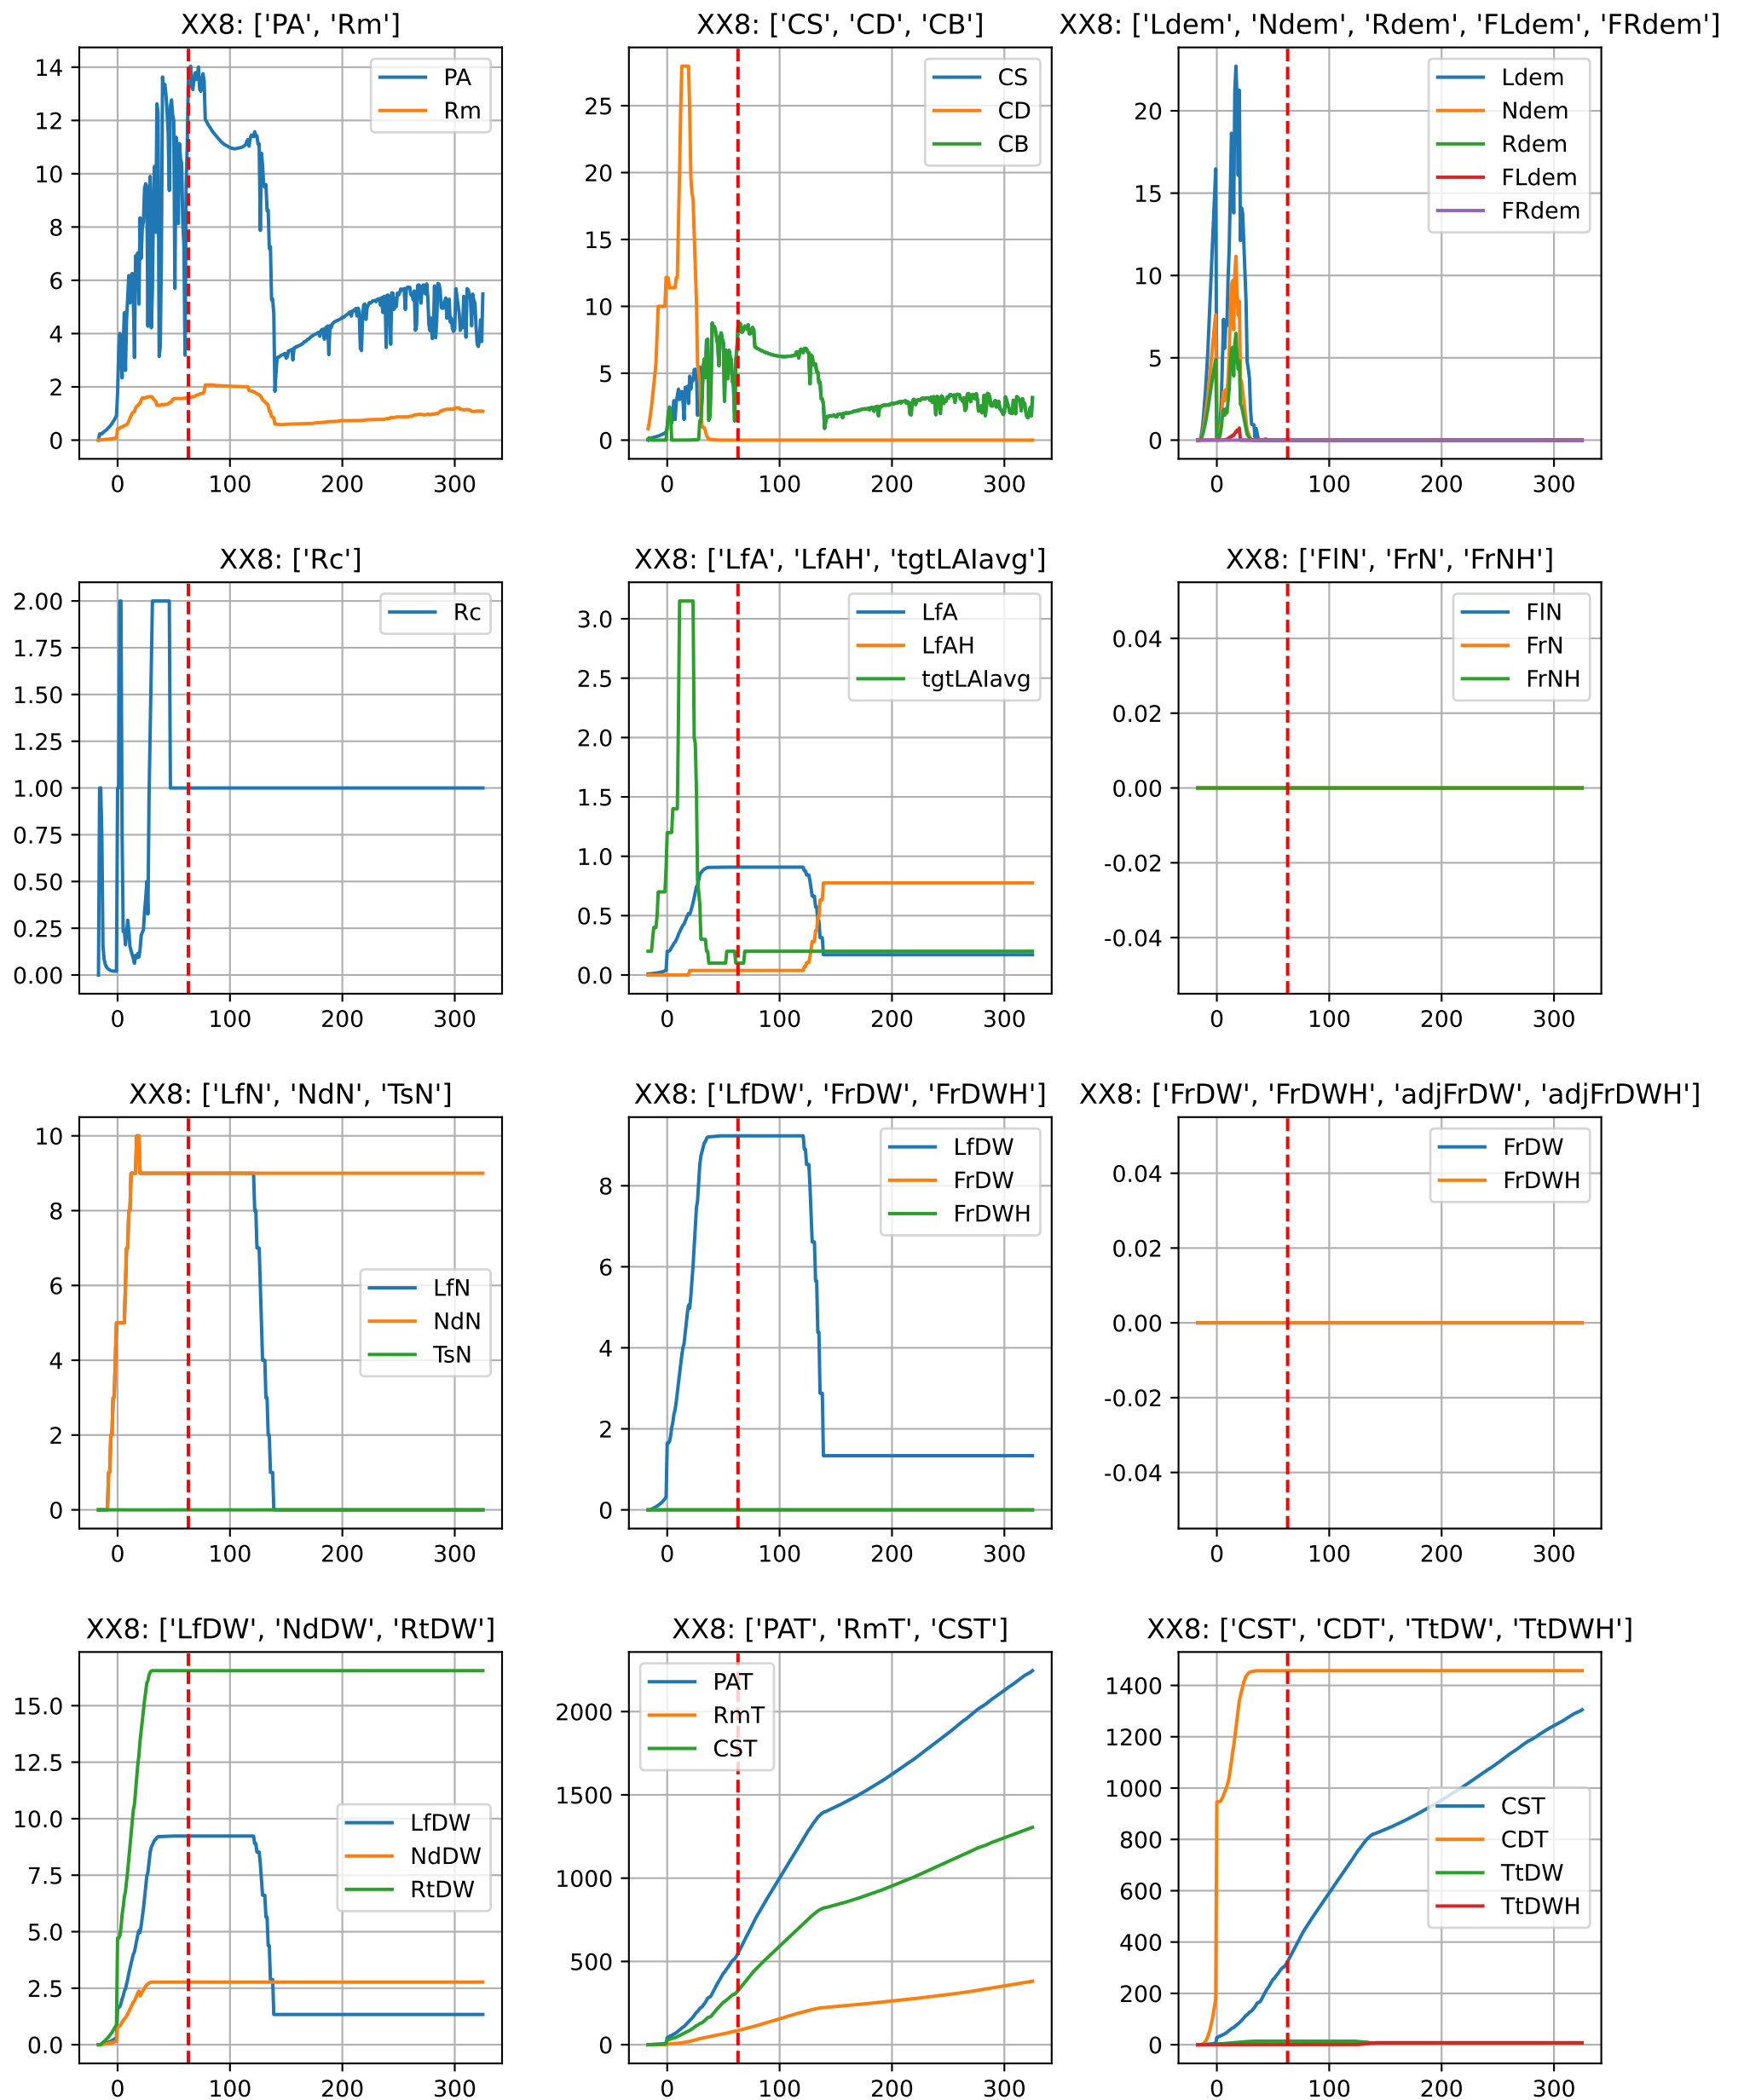 XX8: ['PA', 'Rm']
14
12
10
8
6
4
2
0
0 100 200 300
PA
Rm
XX8: ['CS', 'CD', 'CB']
25
20
15
10
5
0
0 100 200 300
CS
CD
CB
XX8: ['Ldem', 'Ndem', 'Rdem', 'FLdem', 'FRdem']
20
15
10
5
0
0 100 200 300
Ldem
Ndem
Rdem
FLdem
FRdem
XX8: ['Rc']
2.00
1.75
1.50
1.25
1.00
0.75
0.50
0.25
0.00
0 100 200 300
Rc
XX8: ['LfA', 'LfAH', 'tgtLAIavg']
3.0
2.5
2.0
1.5
1.0
0.5
0.0
0 100 200 300
LfA
LfAH
tgtLAIavg
XX8: ['FlN', 'FrN', 'FrNH']
0.04
0.02
0.00
-0.02
-0.04
0 100 200 300
FlN
FrN
FrNH
XX8: ['LfN', 'NdN', 'TsN']
10
8
6
4
2
0
0 100 200 300
LfN
NdN
TsN
XX8: ['LfDW', 'FrDW', 'FrDWH']
8
6
4
2
0
0 100 200 300
LfDW
FrDW
FrDWH
XX8: ['FrDW', 'FrDWH', 'adjFrDW', 'adjFrDWH']
0.04
0.02
0.00
-0.02
-0.04
0 100 200 300
FrDW
FrDWH
XX8: ['LfDW', 'NdDW', 'RtDW']
15.0
12.5
10.0
7.5
5.0
2.5
0.0
0 100 200 300
LfDW
NdDW
RtDW
XX8: ['PAT', 'RmT', 'CST']
2000
1500
1000
500
0
0 100 200 300
PAT
RmT
CST
XX8: ['CST', 'CDT', 'TtDW', 'TtDWH']
1400
1200
1000
800
600
400
200
0
0 100 200 300
CST
CDT
TtDW
TtDWH